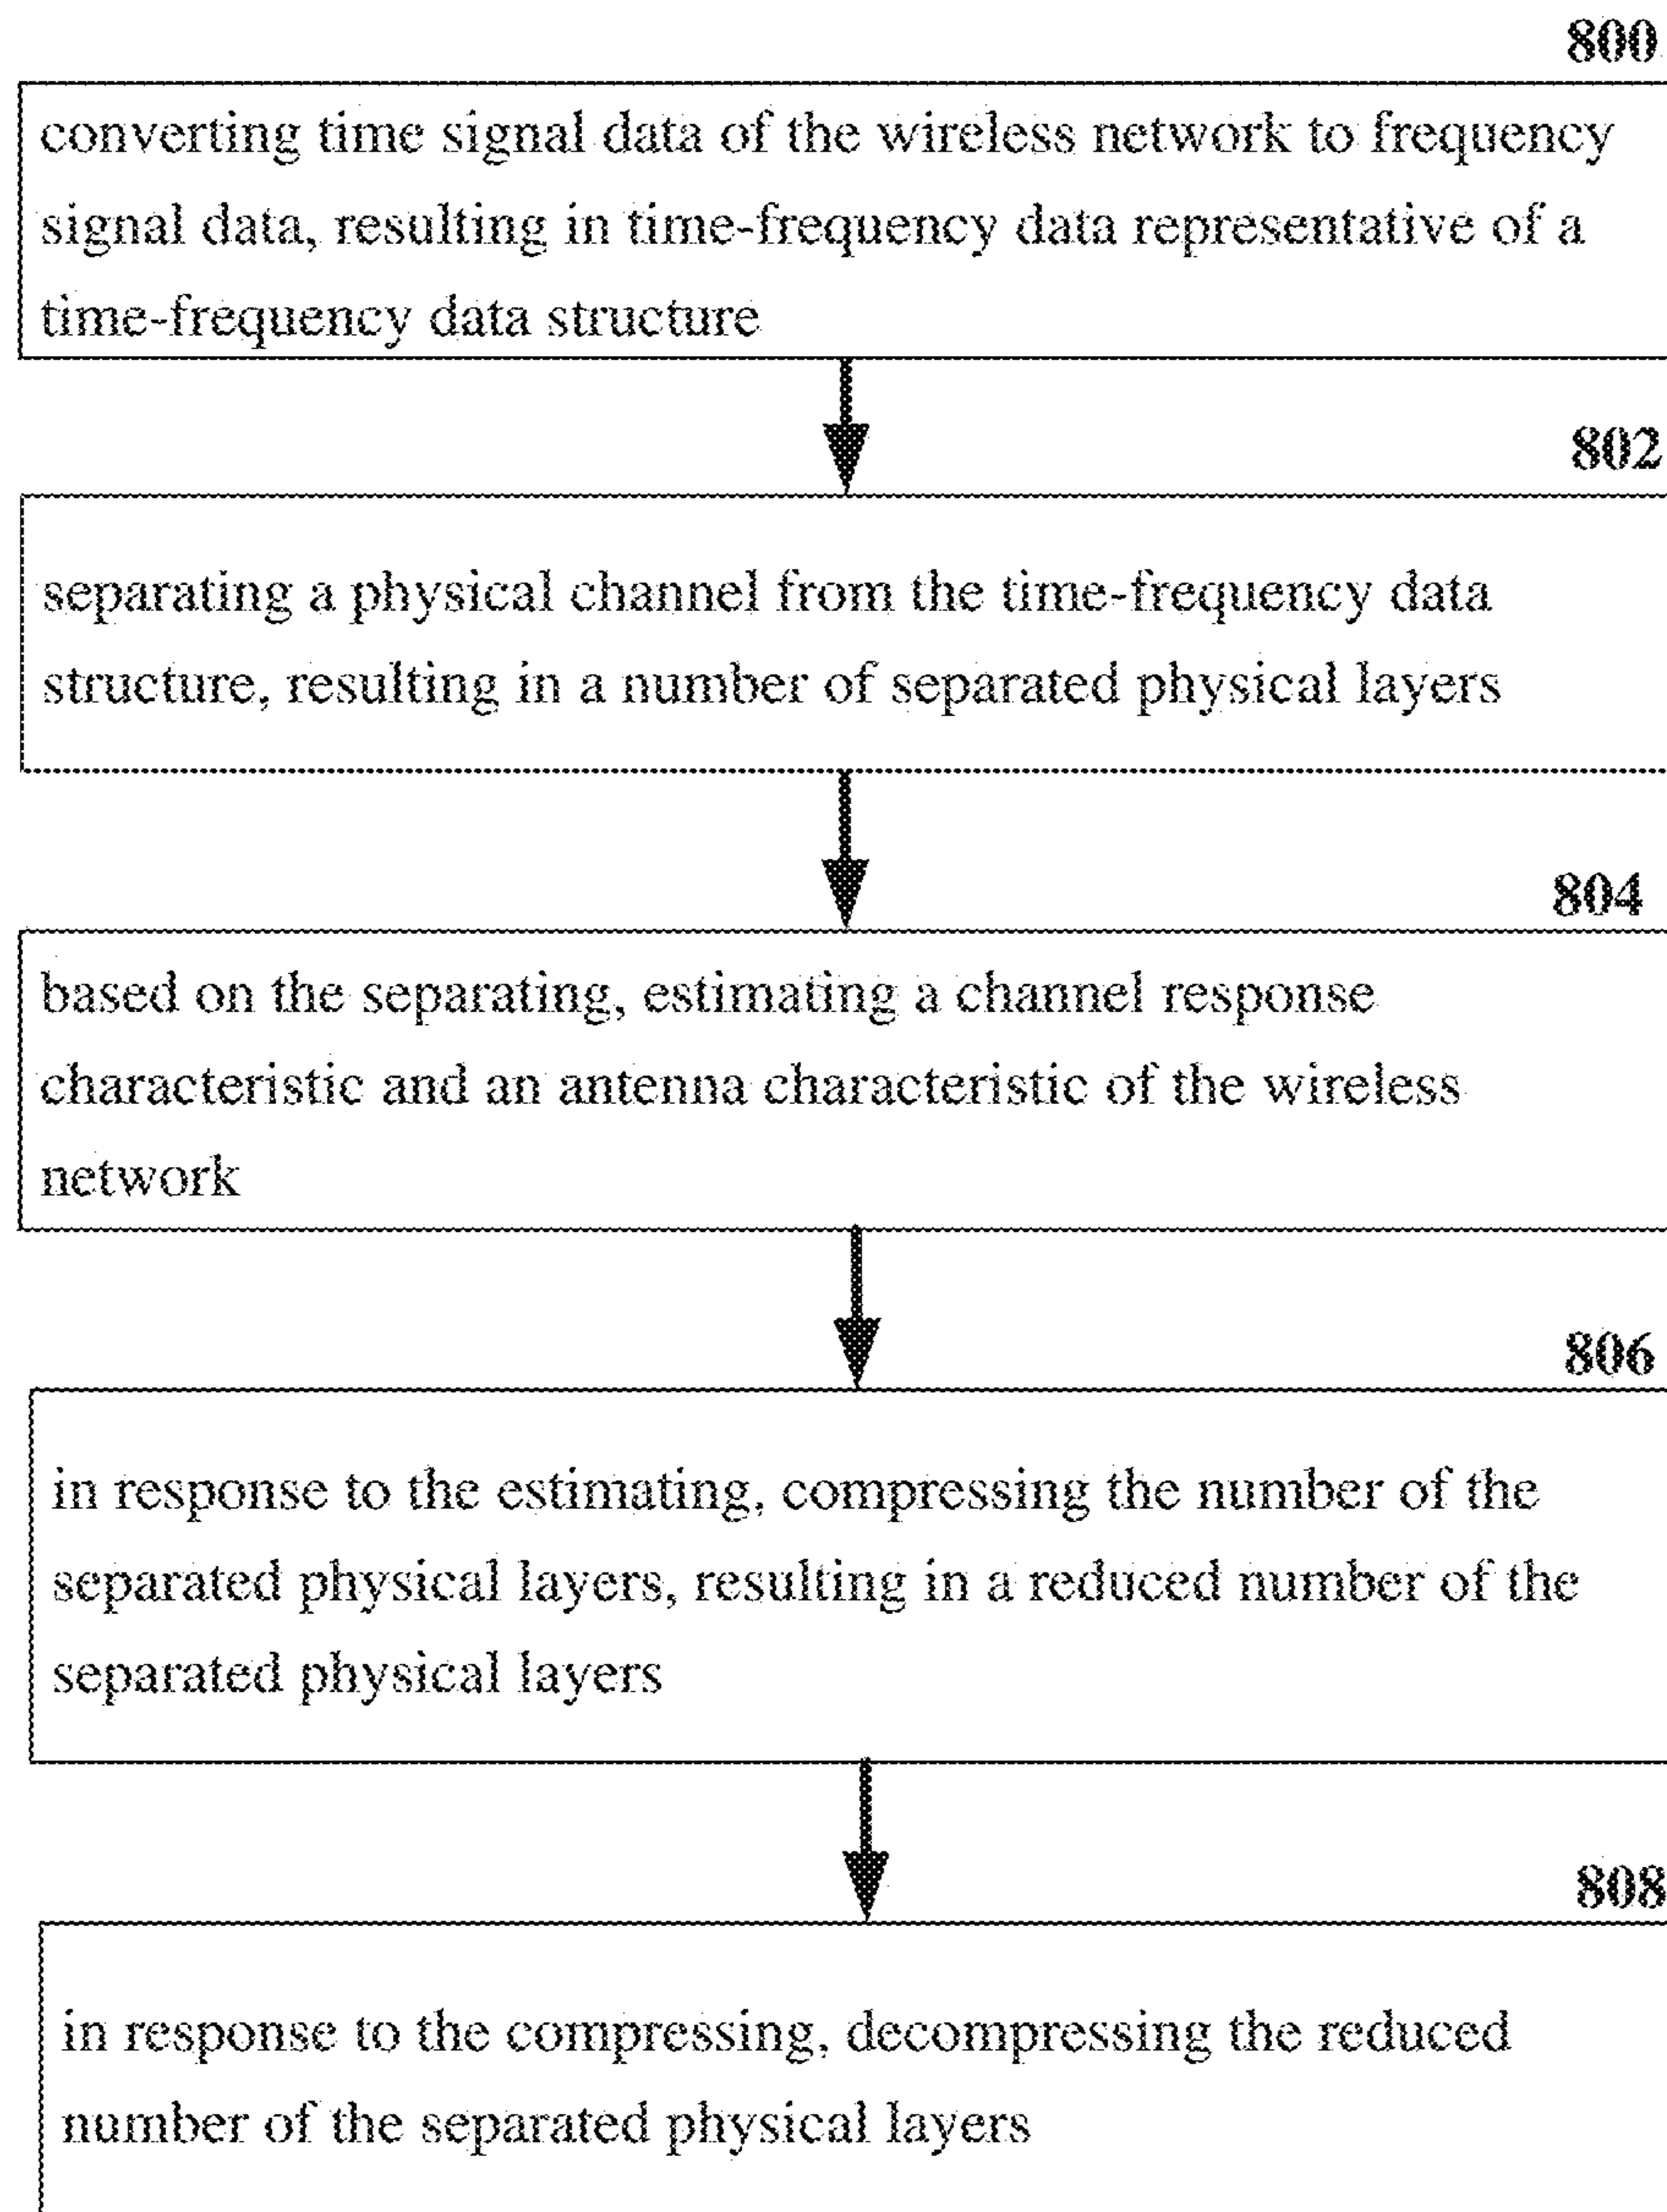 800
converting time signal data of the wireless network to frequency
signal data, resulting in time-frequency data representative of a
time-frequency data structure
802
separating a physical channel from the time-frequency data
structure, resulting in a number of separated physical layers
804
based on the separating, estimating a channel response
characteristic and an antenna characteristic of the wireless
network
806
in response to the estimating, compressing the number of the
separated physical layers, resulting in a reduced number of the
separated physical layers
808
in response to the compressing, decompressing the reduced
number of the separated physical layers